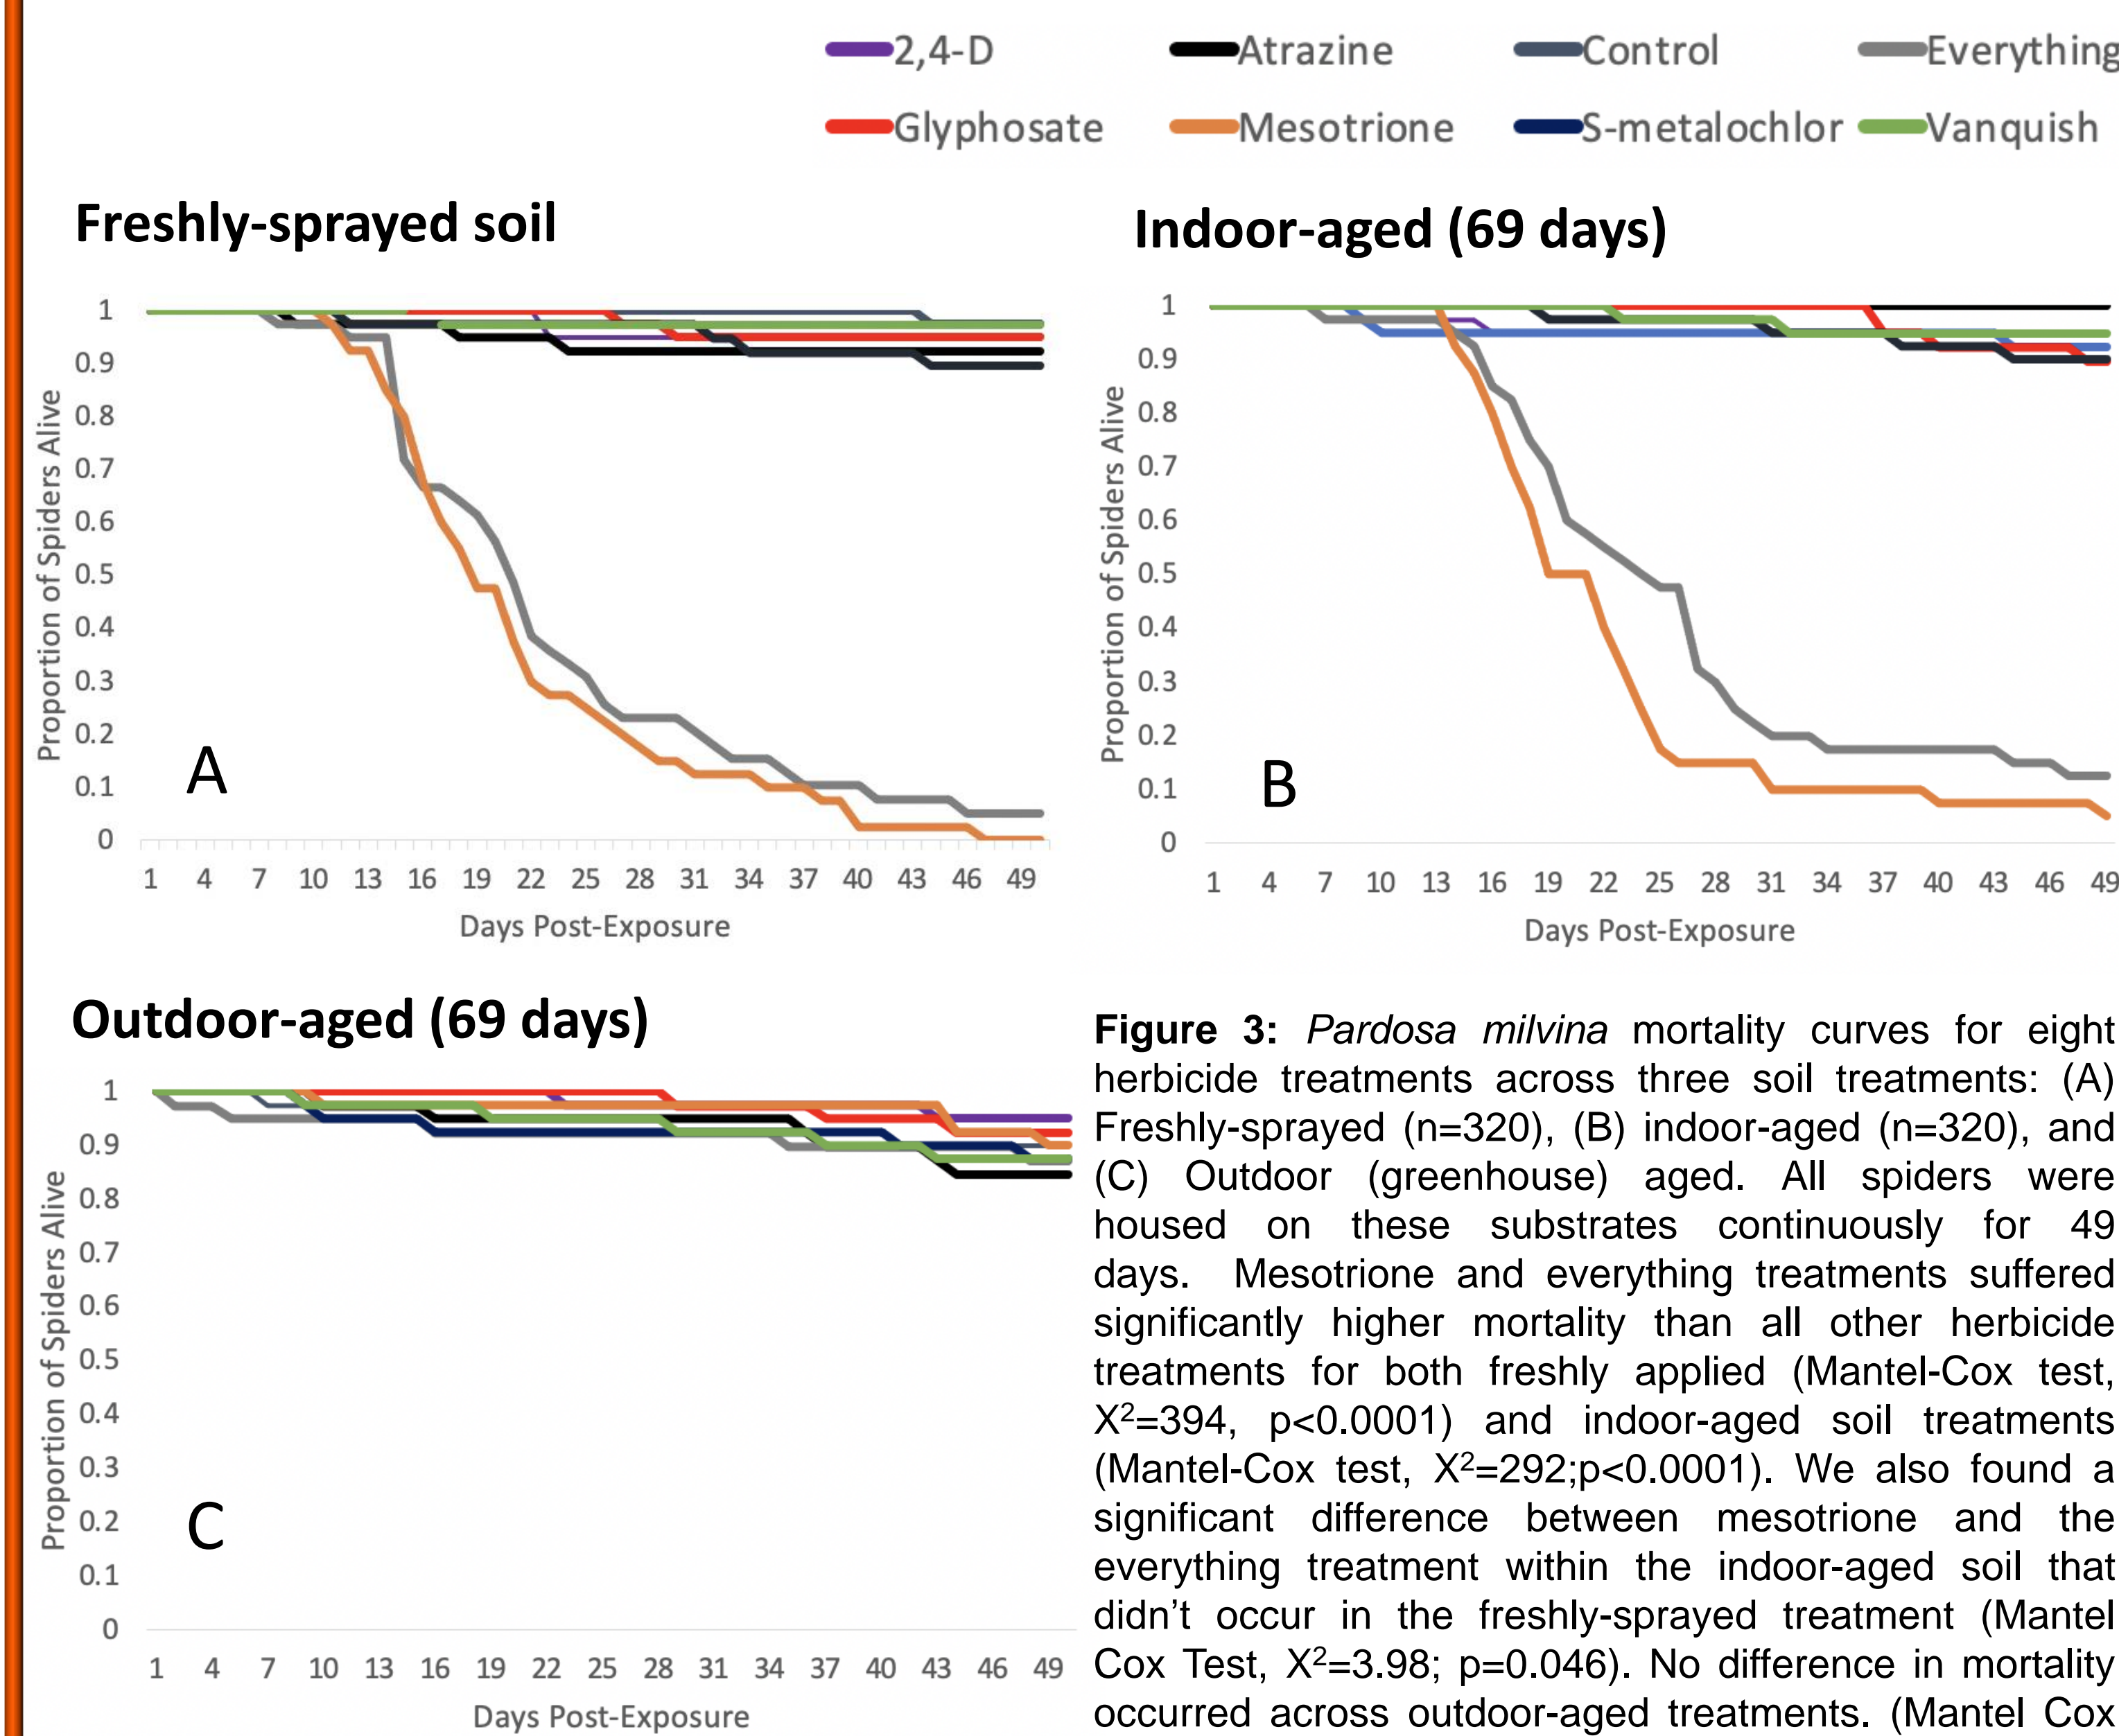 2,4-D Atrazine Control Everything
Glyphosate Mesotrione S-metalochlor Vanquish
Freshly-sprayed soil
1
0.9
0.8
0.7
0.6
0.5
0.4
0.3
0.2
0.1
0
Proportion of Spiders Alive
A
1 4 7 10 13 16 19 22 25 28 31 34 37 40 43 46 49
Days Post-Exposure
Indoor-aged (69 days)
1
0.9
0.8
0.7
0.6
0.5
0.4
0.3
0.2
0.1
0
Proportion of Spiders Alive
B
1 4 7 10 13 16 19 22 25 28 31 34 37 40 43 46 49
Days Post-Exposure
Outdoor-aged (69 days)
1
0.9
0.8
0.7
0.6
0.5
0.4
0.3
0.2
0.1
0
Proportion of Spiders Alive
C
1 4 7 10 13 16 19 22 25 28 31 34 37 40 43 46 49
Days Post-Exposure
Figure 3: Pardosa milvina mortality curves for eight
herbicide treatments across three soil treatments: (A)
Freshly-sprayed (n=320), (B) indoor-aged (n=320), and
(C) Outdoor (greenhouse) aged. All spiders were
housed on these substrates continuously for 49
days. Mesotrione and everything treatments suffered
significantly higher mortality than all other herbicide
treatments for both freshly applied (Mantel-Cox test,
X²=394, p<0.0001) and indoor-aged soil treatments
(Mantel-Cox test, X²=292;p<0.0001). We also found a
significant difference between mesotrione and the
everything treatment within the indoor-aged soil that
didn’t occur in the freshly-sprayed treatment (Mantel
Cox Test, X²=3.98; p=0.046). No difference in mortality
occurred across outdoor-aged treatments. (Mantel Cox